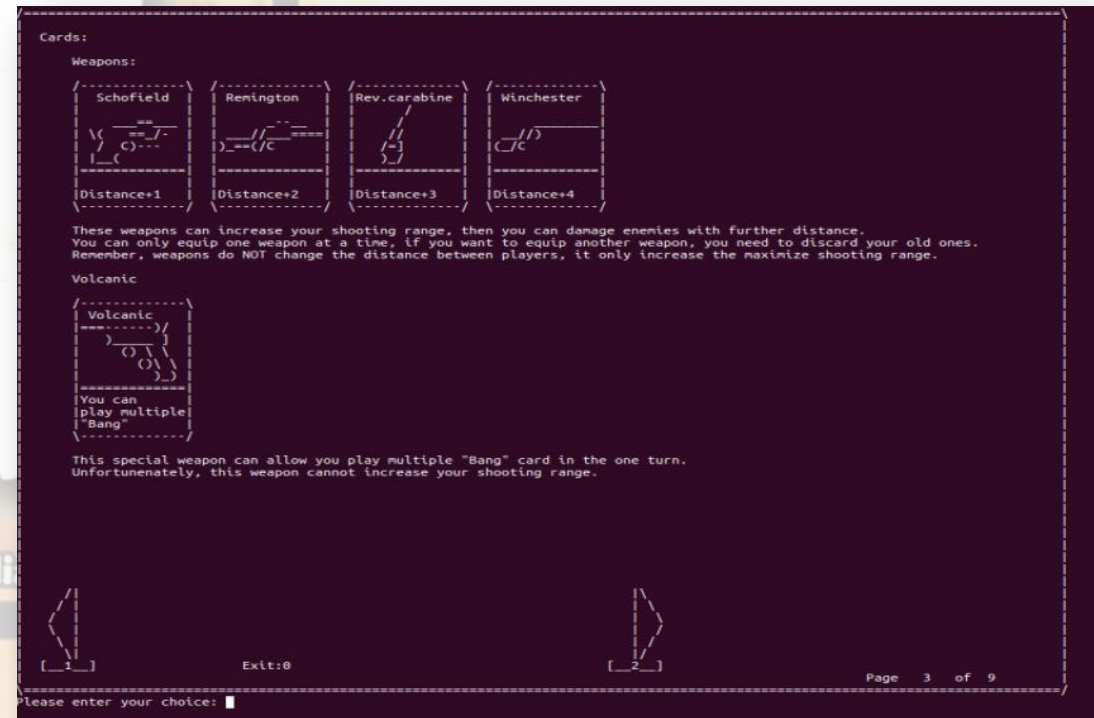 Cards:
Weapons:
Schofield Remington Rev.carabine Winchester
Distance+1 Distance+2 Distance+3 Distance+4
These weapons can increase your shooting range, then you can damage enemies with further distance.
You can only equip one weapon at a time, if you want to equip another weapon, you need to discard your old ones.
Remember, weapons do NOT change the distance between players, it only increase the maximize shooting range.
Volcanic
Volcanic
You can
play multiple
"Bang"
This special weapon can allow you play multiple "Bang" card in the one turn.
Unfortunenately, this weapon cannot increase your shooting range.
[__1__] Exit:0 [__2__]
Page 3 of 9
Please enter your choice: